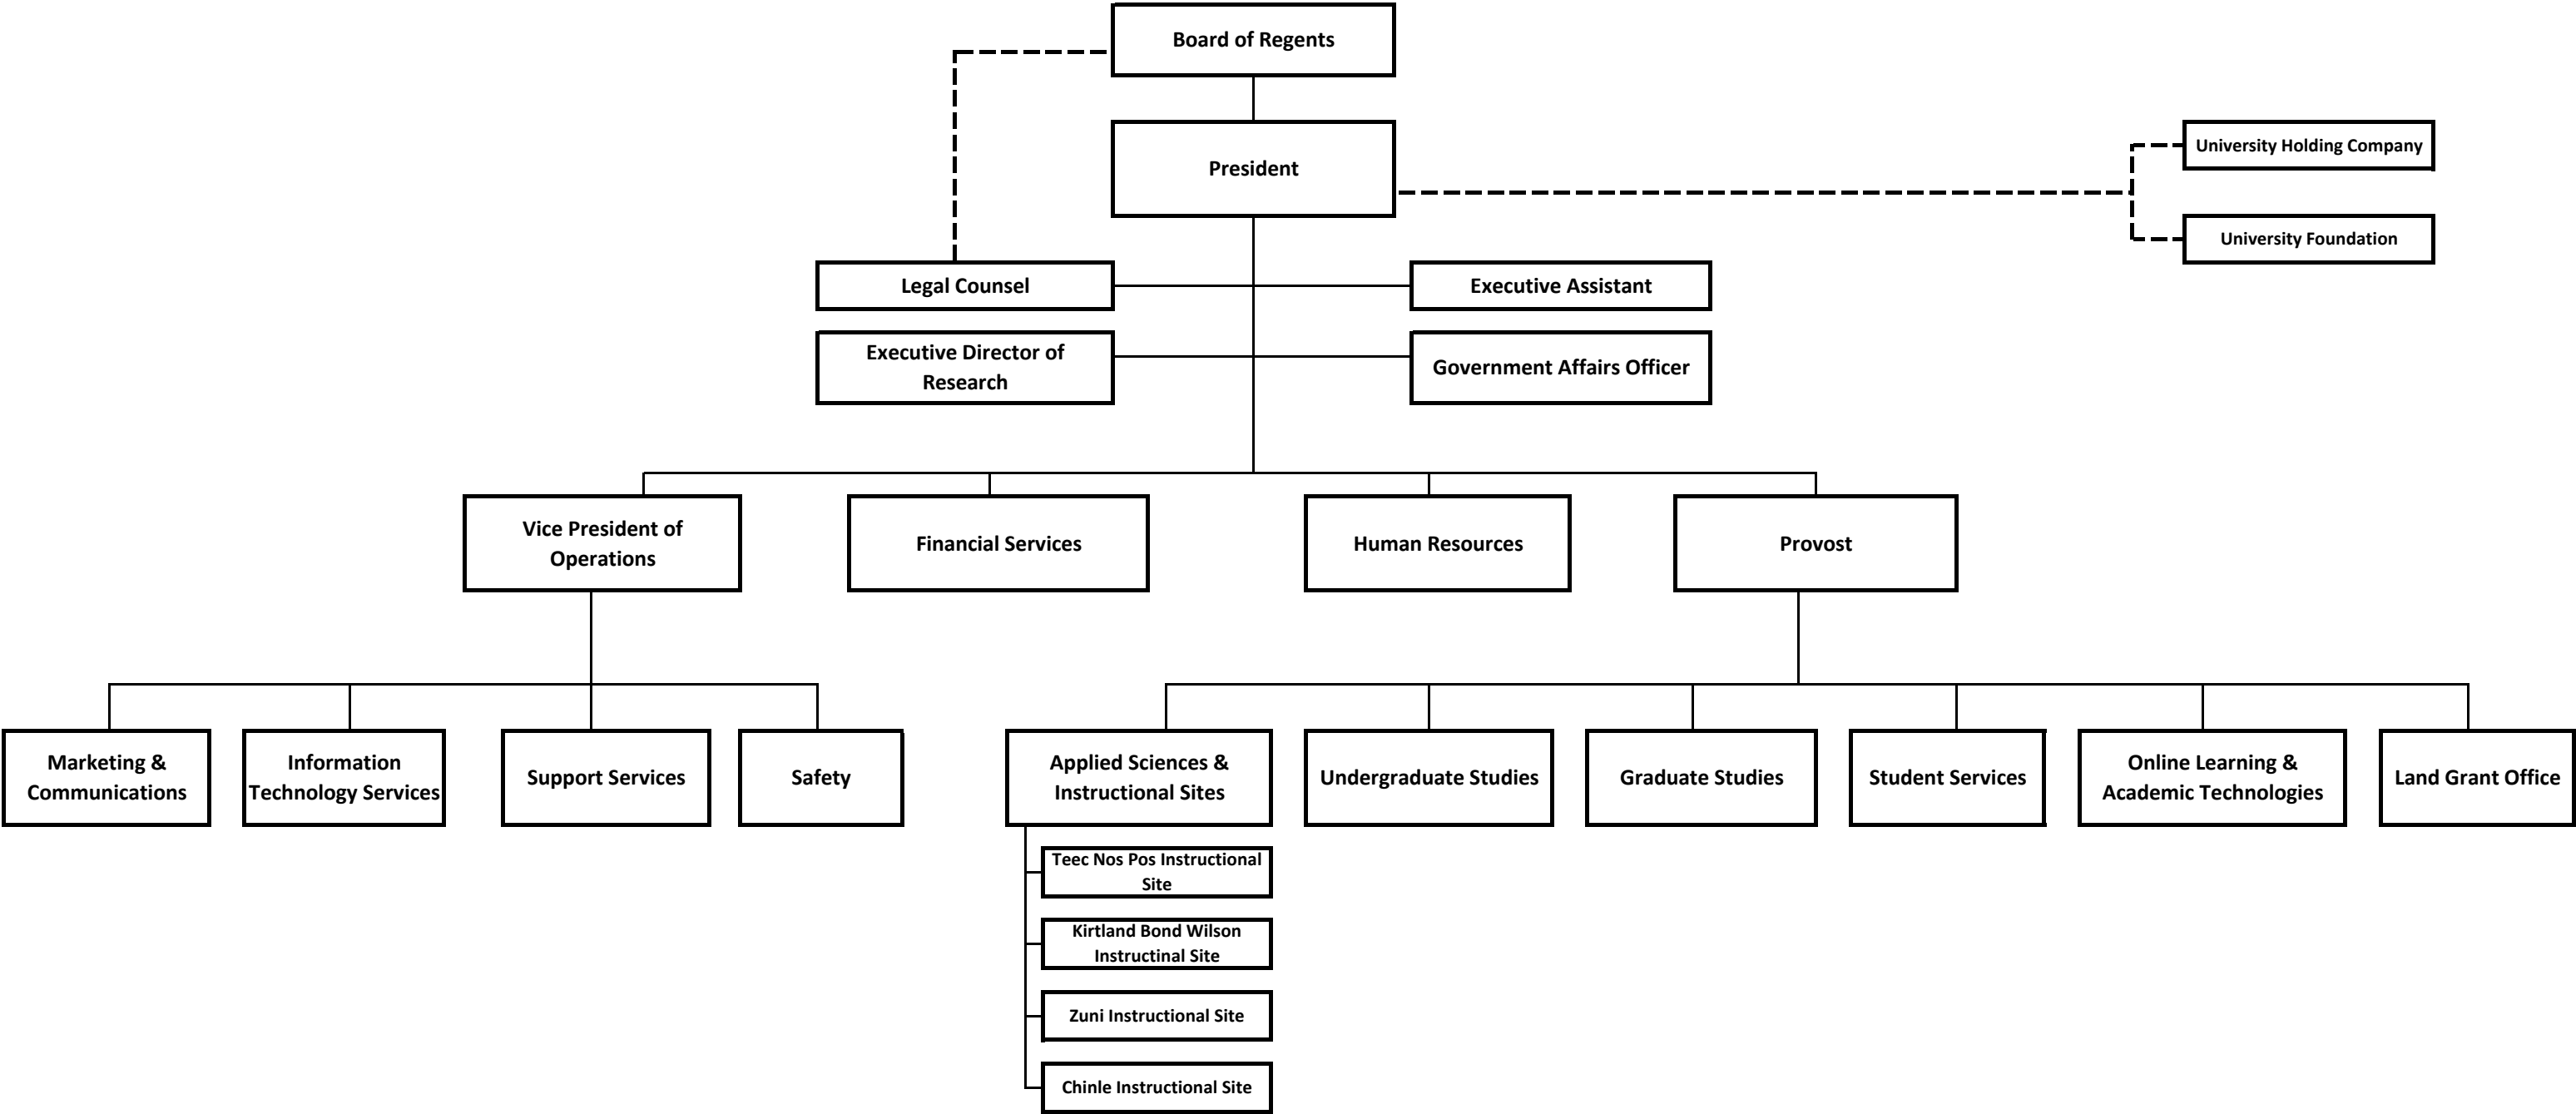 Board of Regents
President
University Holding Company
University Foundation
Legal Counsel
Executive Assistant
Executive Director of
Research
Government Affairs Officer
Vice President of
Operations
Financial Services
Human Resources
Provost
Marketing &
Communications
Information
Technology Services
Support Services
Safety
Applied Sciences &
Instructional Sites
Undergraduate Studies
Graduate Studies
Student Services
Online Learning &
Academic Technologies
Land Grant Office
Teec Nos Pos Instructional
Site
Kirtland Bond Wilson
Instructinal Site
Zuni Instructional Site
Chinle Instructional Site